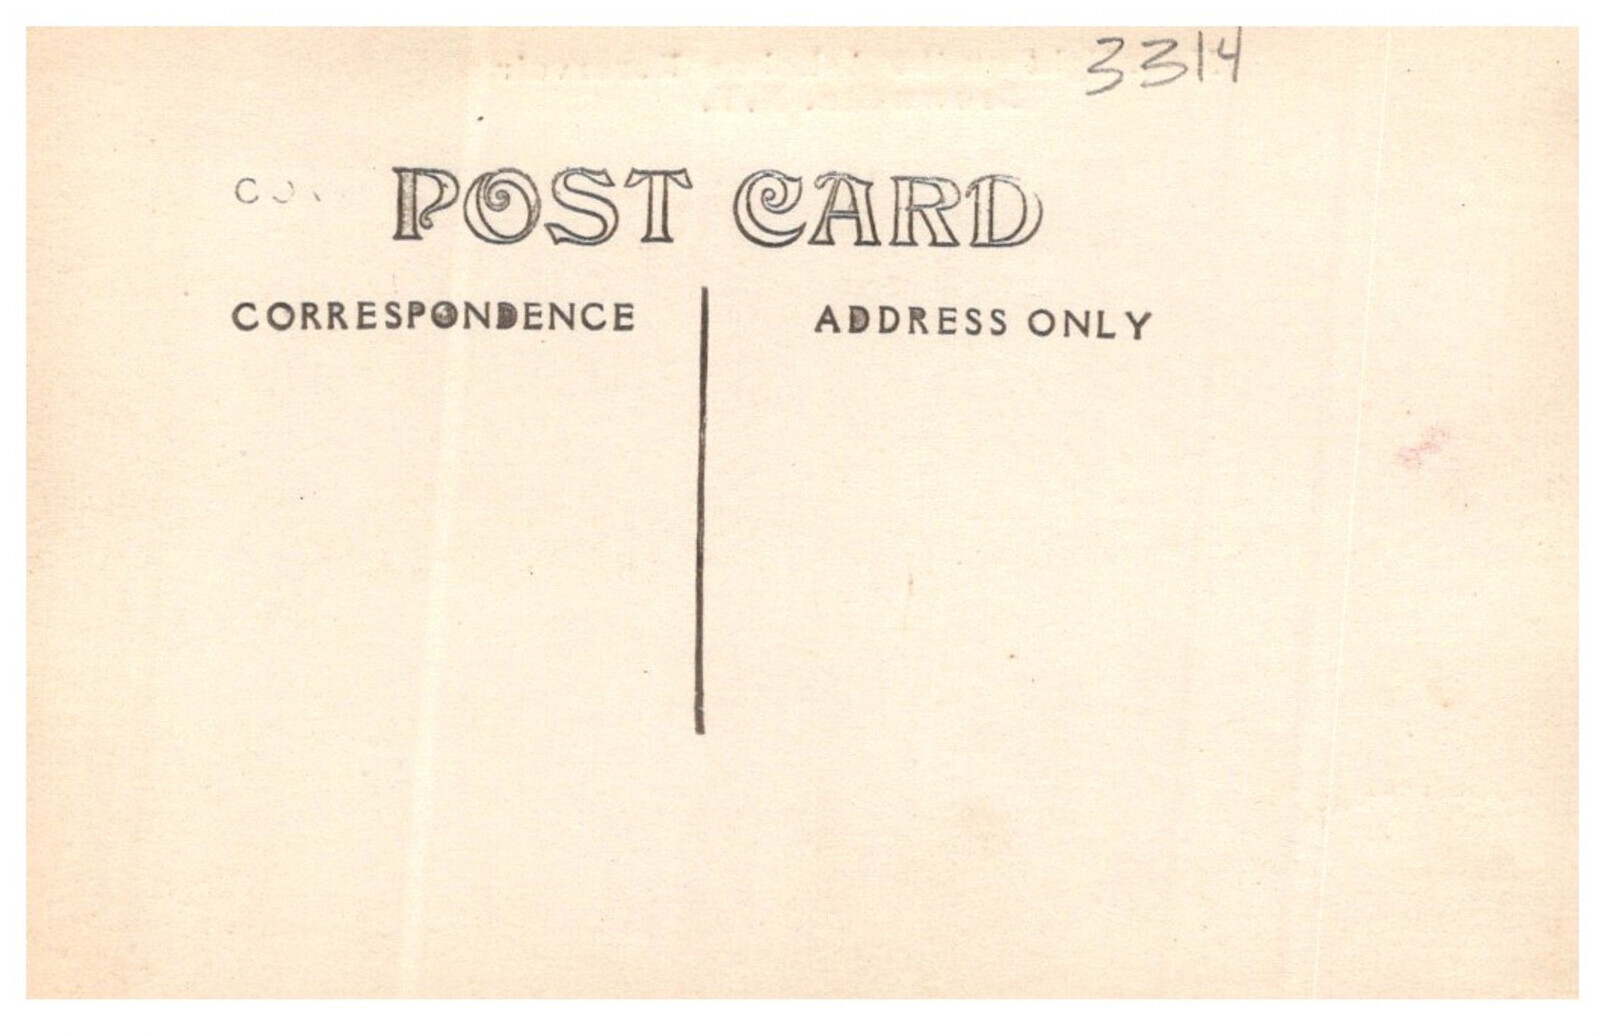 3314
POST CARD
CORRESPONDENCE
ADDRESS ONLY